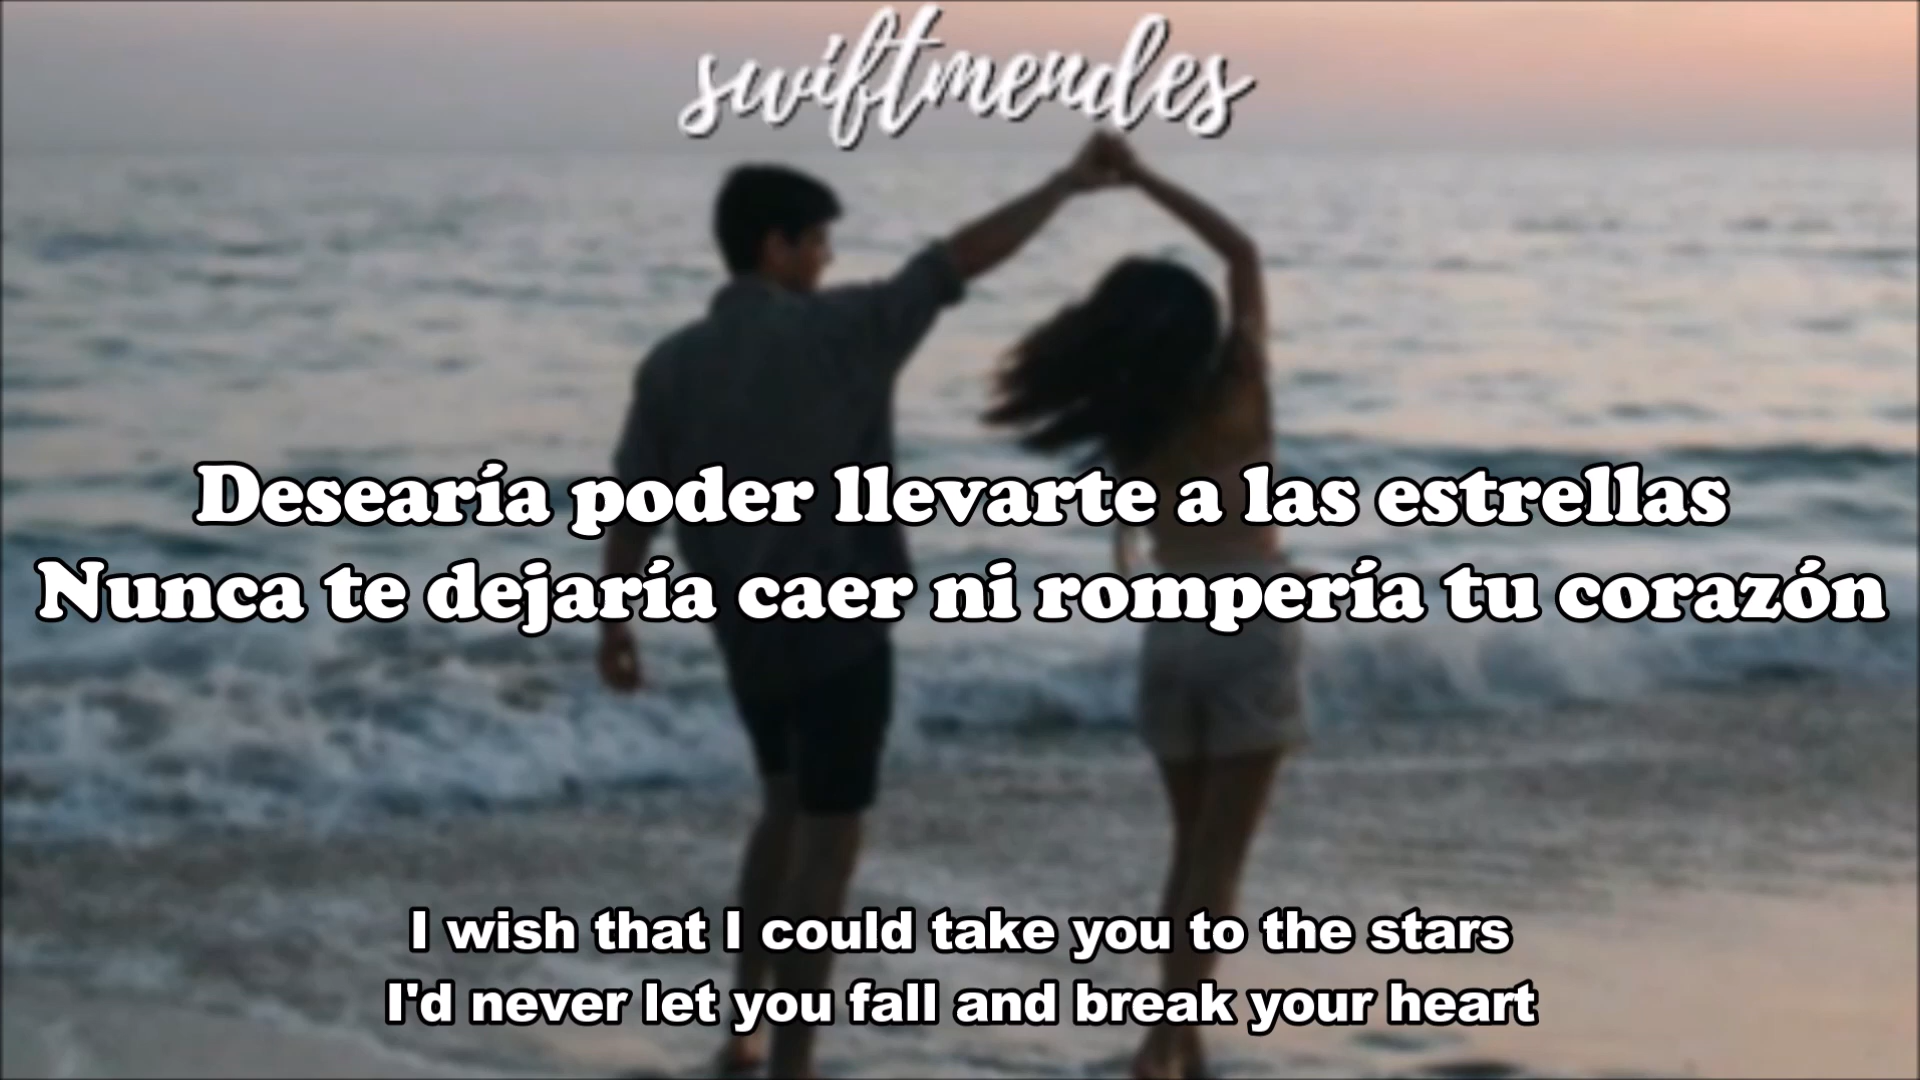 swiftmendes
Desearía poder llevarte a las estrellas
Nunca te dejaría caer ni rompería tu corazón
I wish that I could take you to the stars
I'd never let you fall and break your heart